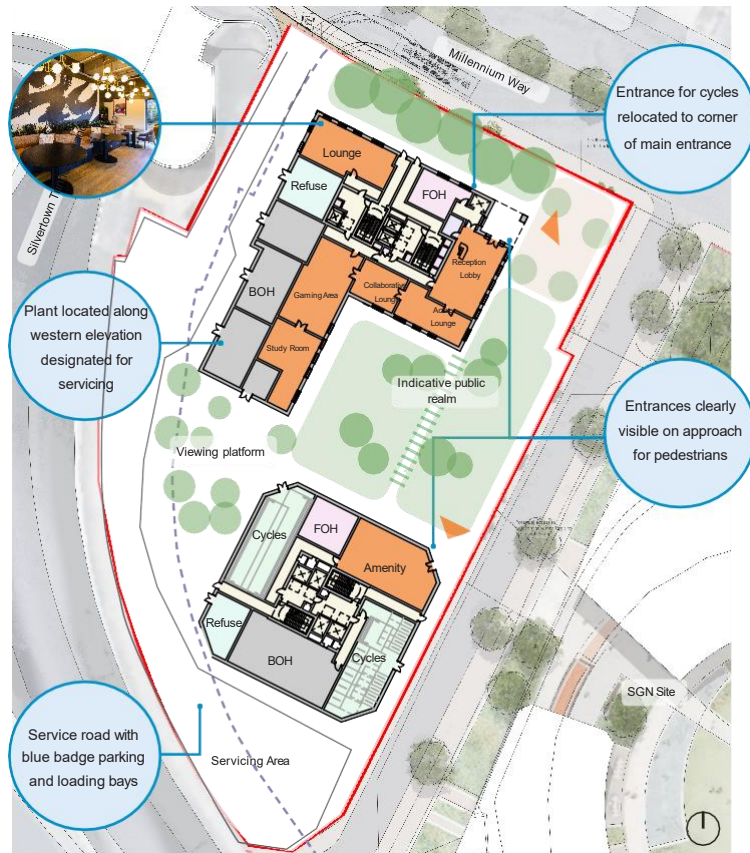 Millennium Way
Entrance for cycles
relocated to corner
of main entrance
Lounge
Refuse
FOH
Silvertown T
Reception
Lobby
BOH
Gaming Area
Collaborative
Loung
Lounge
Study Room
Plant located along
western elevation
designated for
servicing
Indicative public
realm
Entrances clearly
visible on approach
for pedestrians
Viewing platform
Cycles
FOH
Amenity
Refuse
BOH
Cycles
SGN Site
Service road with
blue badge parking
and loading bays
Servicing Area